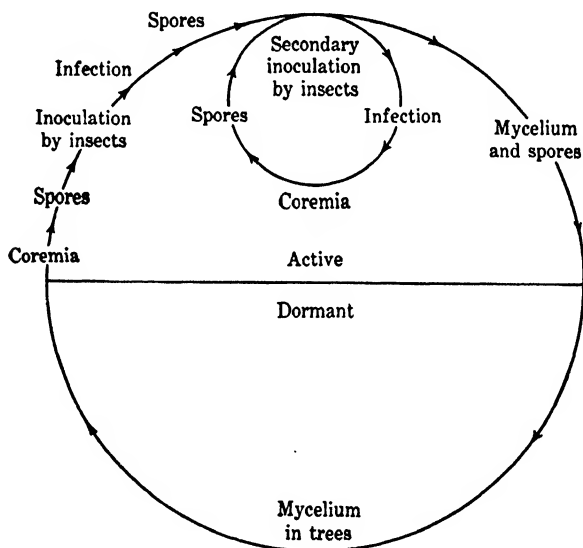 Spores
Secondary
inoculation
by insects
Infection
Inoculation
by insects
Spores
Infection
Mycelium
and spores
Spores
Coremia
Coremia
Active
Dormant
Mycelium
in trees